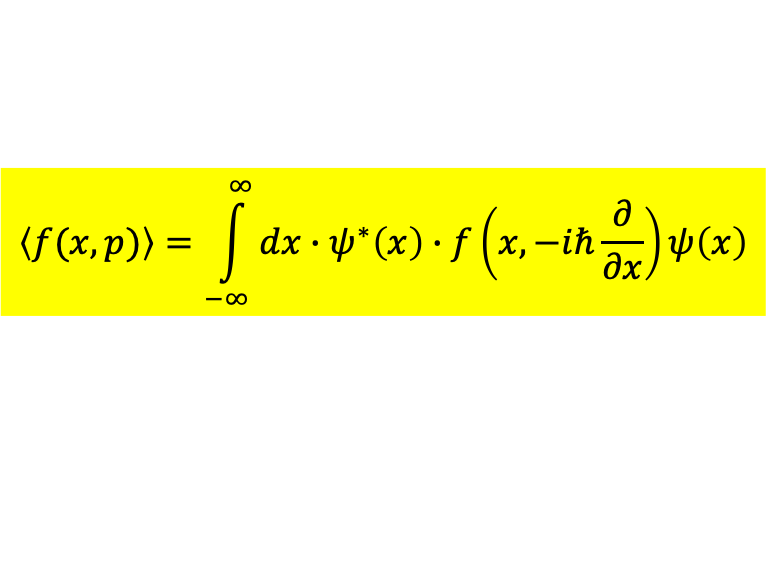 ⟨f(x,p)⟩ = ∫_{−∞}^{∞} dx · ψ*(x) · f(x, −iħ ∂/∂x) ψ(x)